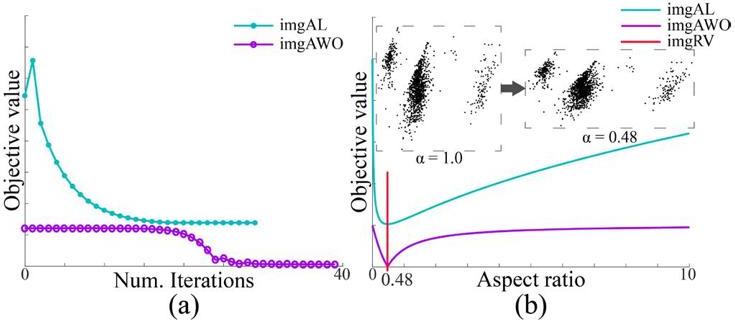 imgAL
imgAWO
Objective value
0
40
Num. Iterations
(a)
imgAL
imgAWO
imgRV
Objective value
α = 1.0
α = 0.48
0
0.48
10
Aspect ratio
(b)